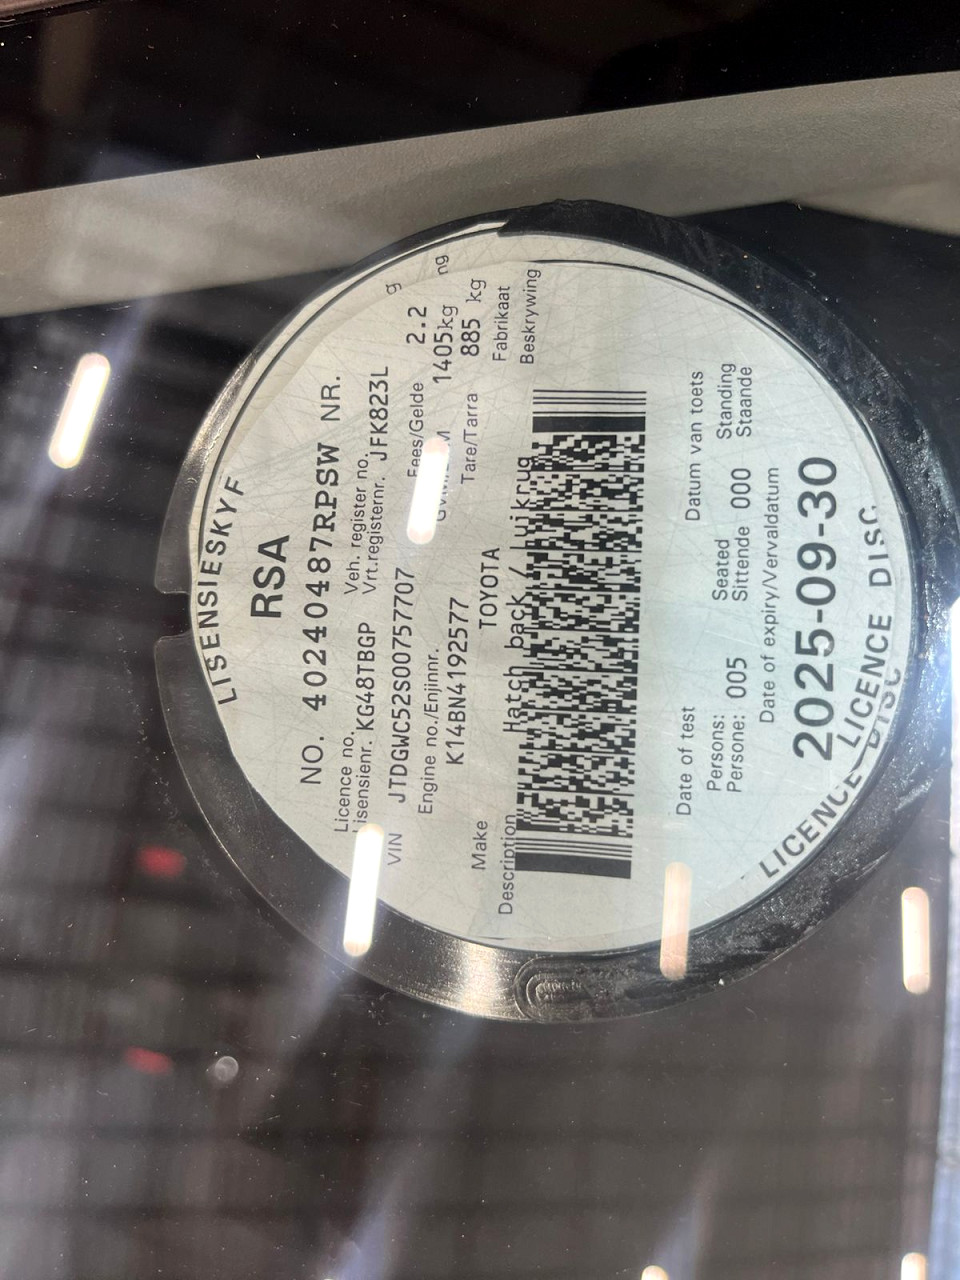 LISENSIESKYF
RSA
NO. 4024048 7RPSW NR.
Licence no. Veh. register no.
Lisensienr. KG48TBGP Vrt.registernr. JFK823L
VIN JTDGWC52S00757707 Fees/Gelde 2.2
Engine no./Enjinnr. 1405kg
K14BN4192577 Tare/Tarra 885 kg
Make TOYOTA Fabrikaat
Description Hatch back / luikrug Beskrywing
Date of test Datum van toets
Persons: Seated Standing
Persone: 005 Sittende 000 Staande
Date of expiry/Vervaldatum
2025-09-30
LICENCE LICENCE DISC
DISC